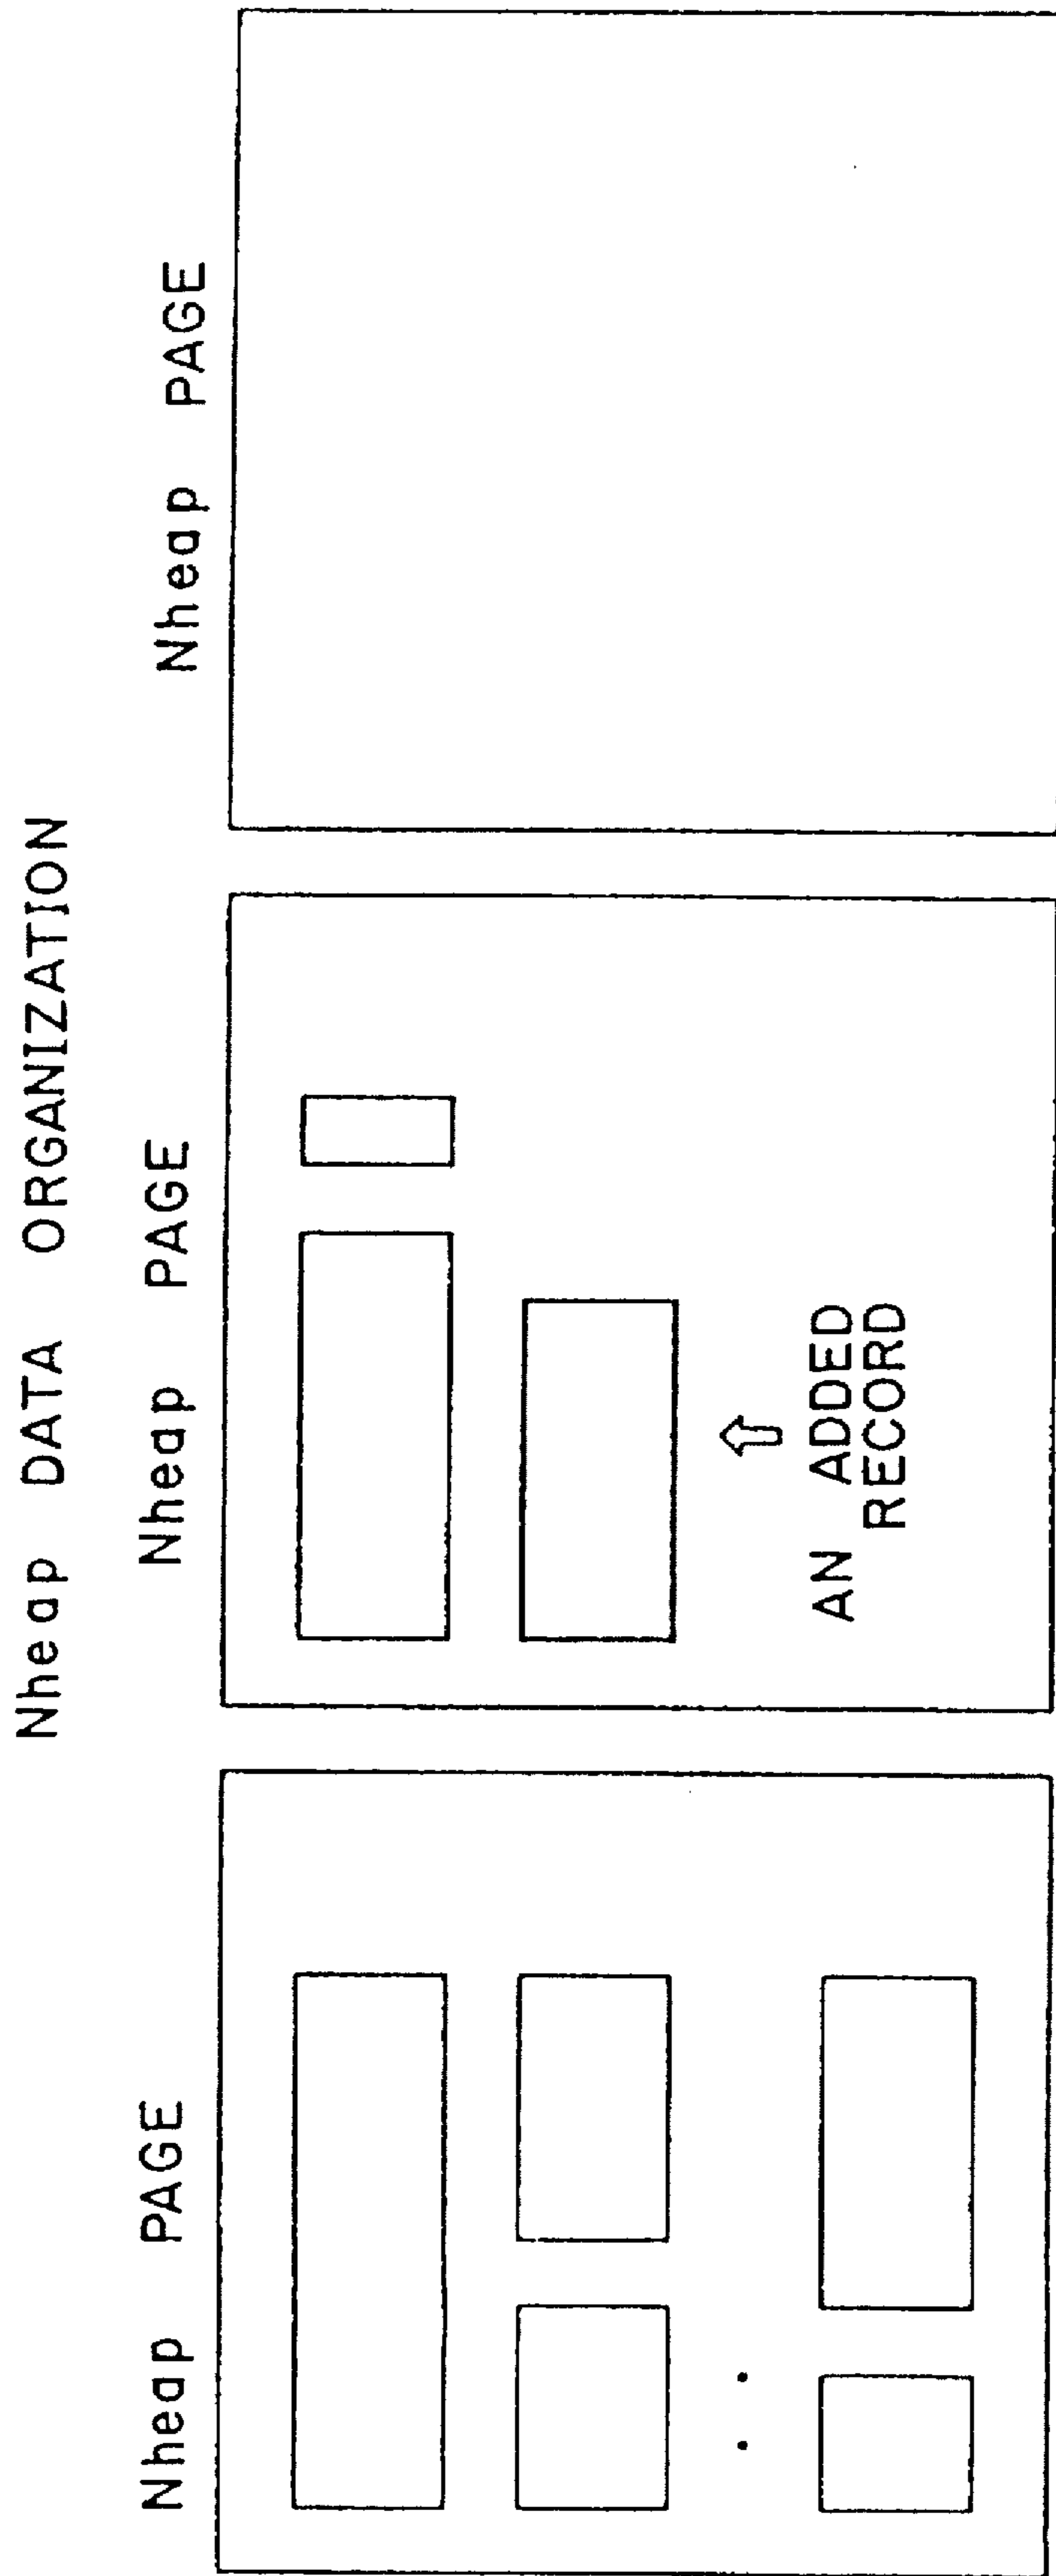 Nheap DATA ORGANIZATION
Nheap PAGE
Nheap PAGE
Nheap PAGE
AN ADDED
RECORD